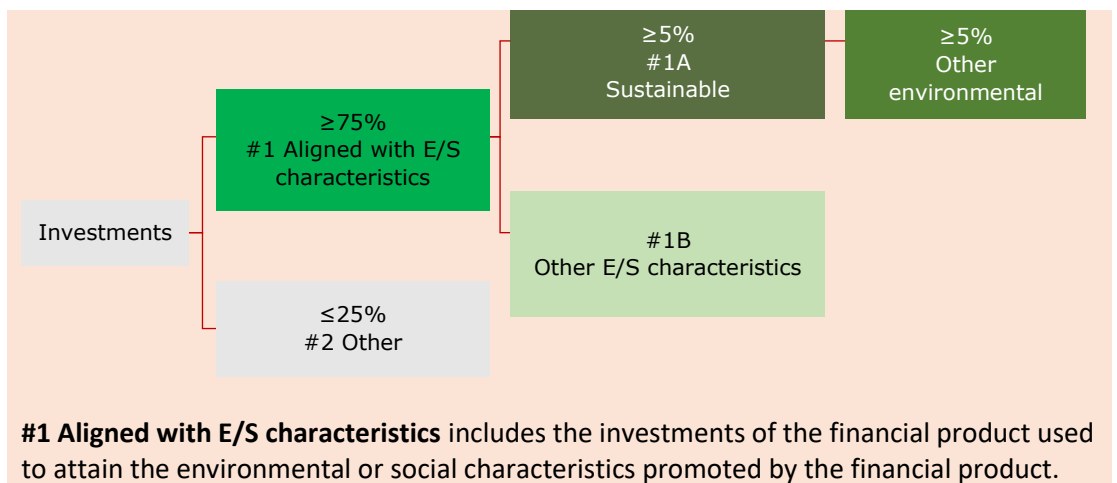 ≥5%
#1A
Sustainable
≥5%
Other
environmental
≥75%
#1 Aligned with E/S
characteristics
Investments
#1B
Other E/S characteristics
≤25%
#2 Other
#1 Aligned with E/S characteristics includes the investments of the financial product used
to attain the environmental or social characteristics promoted by the financial product.